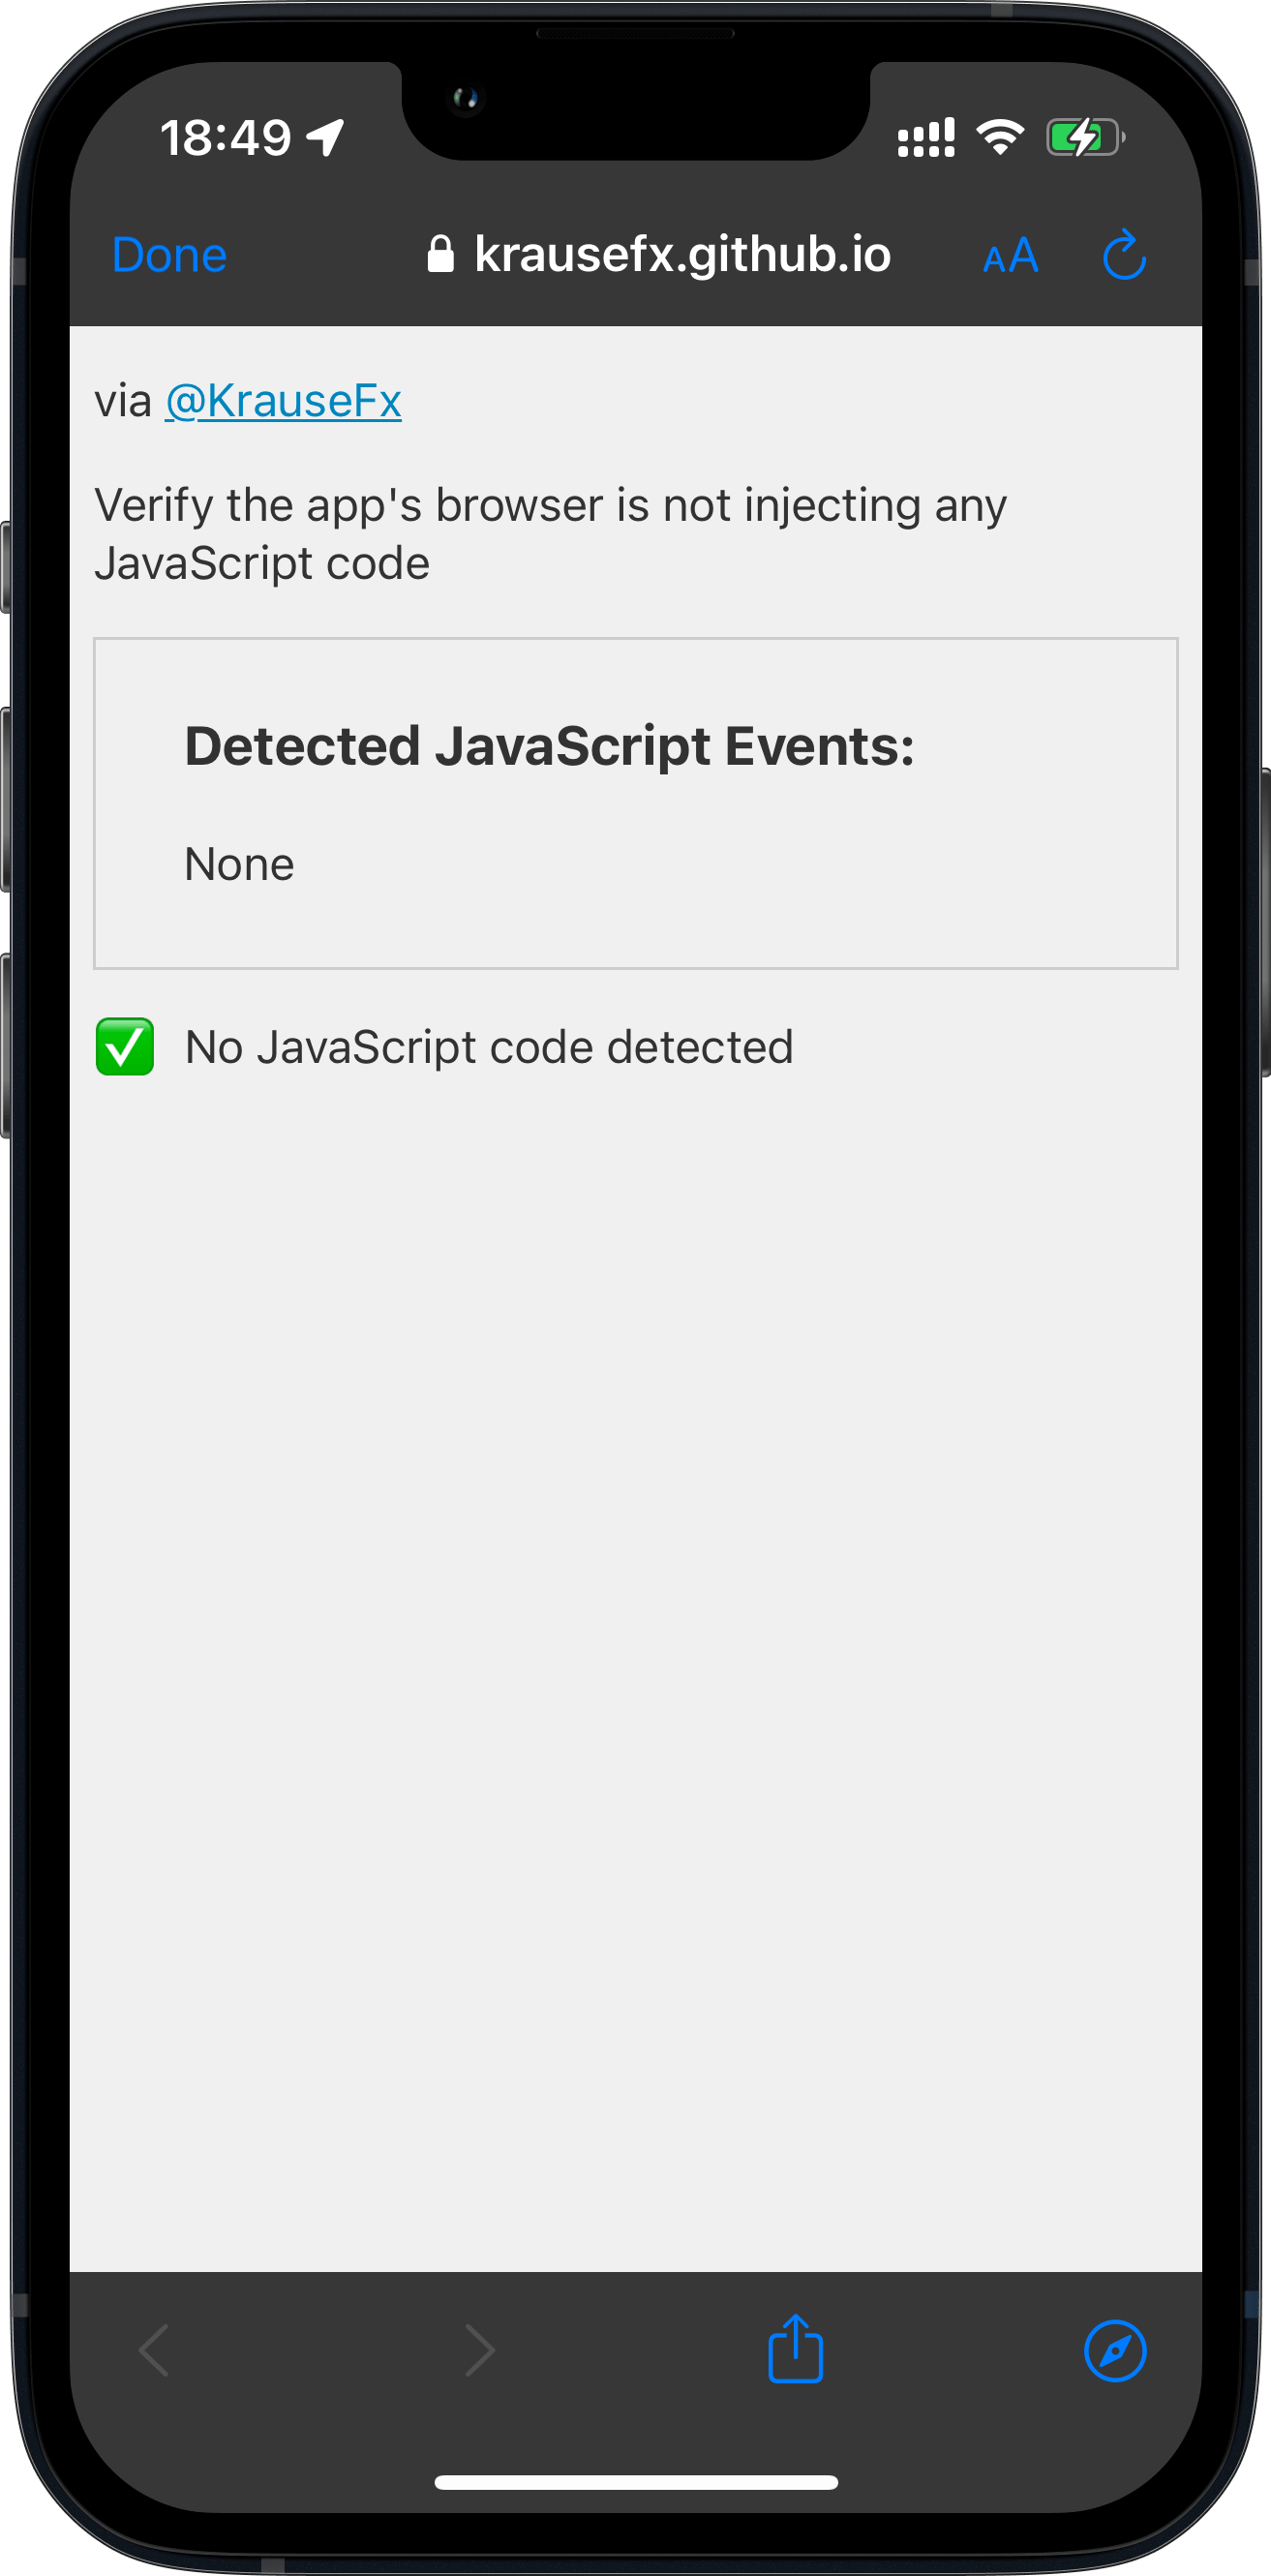 18:49
Done krausefx.github.io AA
via @KrauseFx
Verify the app's browser is not injecting any
JavaScript code
Detected JavaScript Events:
None
✅ No JavaScript code detected